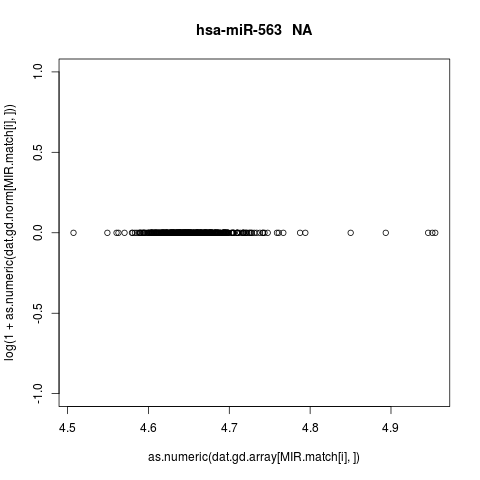 hsa-miR-563 NA
log(1 + as.numeric(dat.gd.norm[MIR.match[i], ]))
1.0
0.5
0.0
-0.5
-1.0
4.5 4.6 4.7 4.8 4.9
as.numeric(dat.gd.array[MIR.match[i], ])